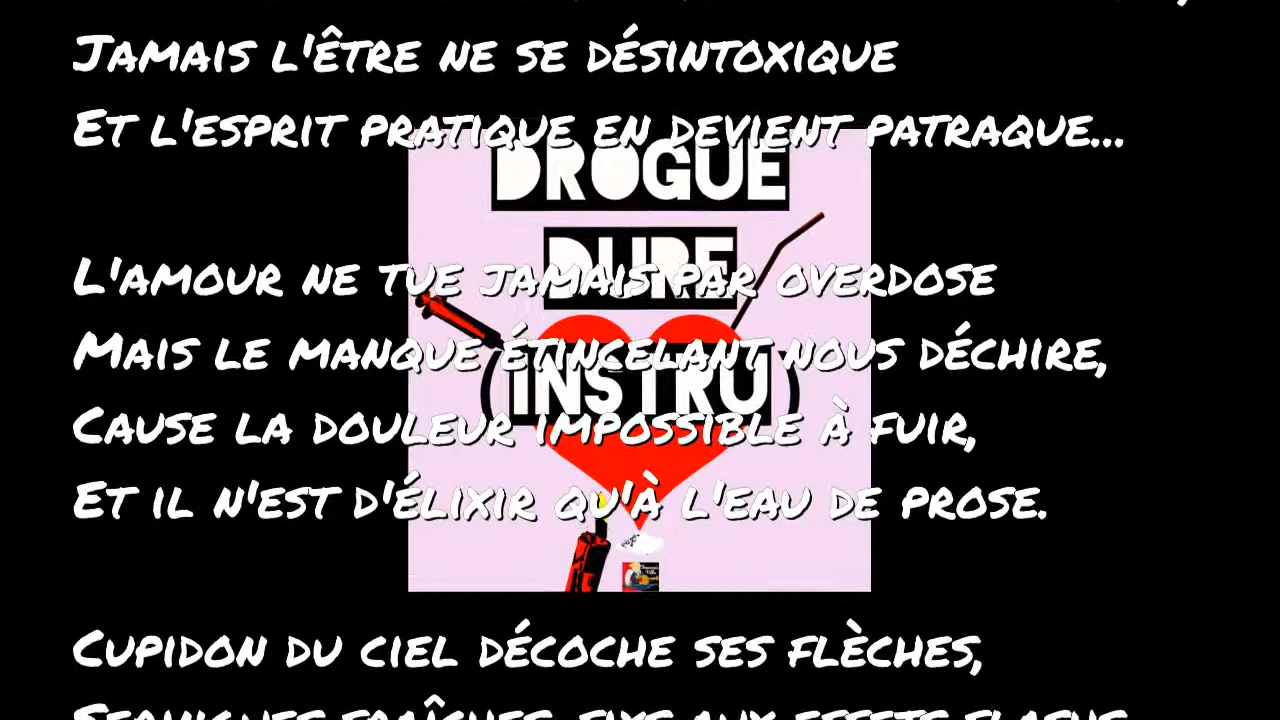 Jamais l'être ne se désintoxique
Et l'esprit pratique en devient patraque...
L'amour ne tue jamais par overdose
Mais le manque étincelant nous déchire,
Cause la douleur impossible à fuir,
Et il n'est d'élixir qu'à l'eau de prose.
Cupidon du ciel décoche ses flèches,
DROGUE
DURE
(INSTRU)